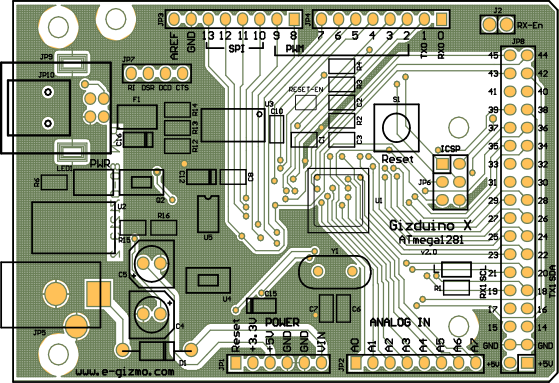 JP3
JP4
RX-En
JP2
JP8
AREF
GND
13 12 11 10 9 8
7 6 5 4 3 2 1 0
SPI
PWM
TX0
RX0
JP9
JP10
JP7
RI DSR DCD CTS
F1
R14
R13
R12
C16
U3
C10
RESET-EN
R4
R3
C2
R2
C3
S1
Reset
ICSP
JP6
PWR
R6
Q2
C12
C8
U2
R15
R16
U5
U1
Gizduino X
ATmega1281
v2.0
C5
U4
Y1
C15
C7
C6
R1
SCL
SDA
RX1
TX1
JP5
C4
D1
POWER
ANALOG IN
JP1
Reset
+3.3V
+5V
GND
GND
VIN
JP2
A0
A1
A2
A3
A4
A5
A6
A7
45 44
43 42
41 40
39 38
37 36
35 34
33 32
31 30
29 28
27 26
25 24
23 22
21 20
19 18
17 16
15 14
GND GND
+5V +5V
www.e-gizmo.com